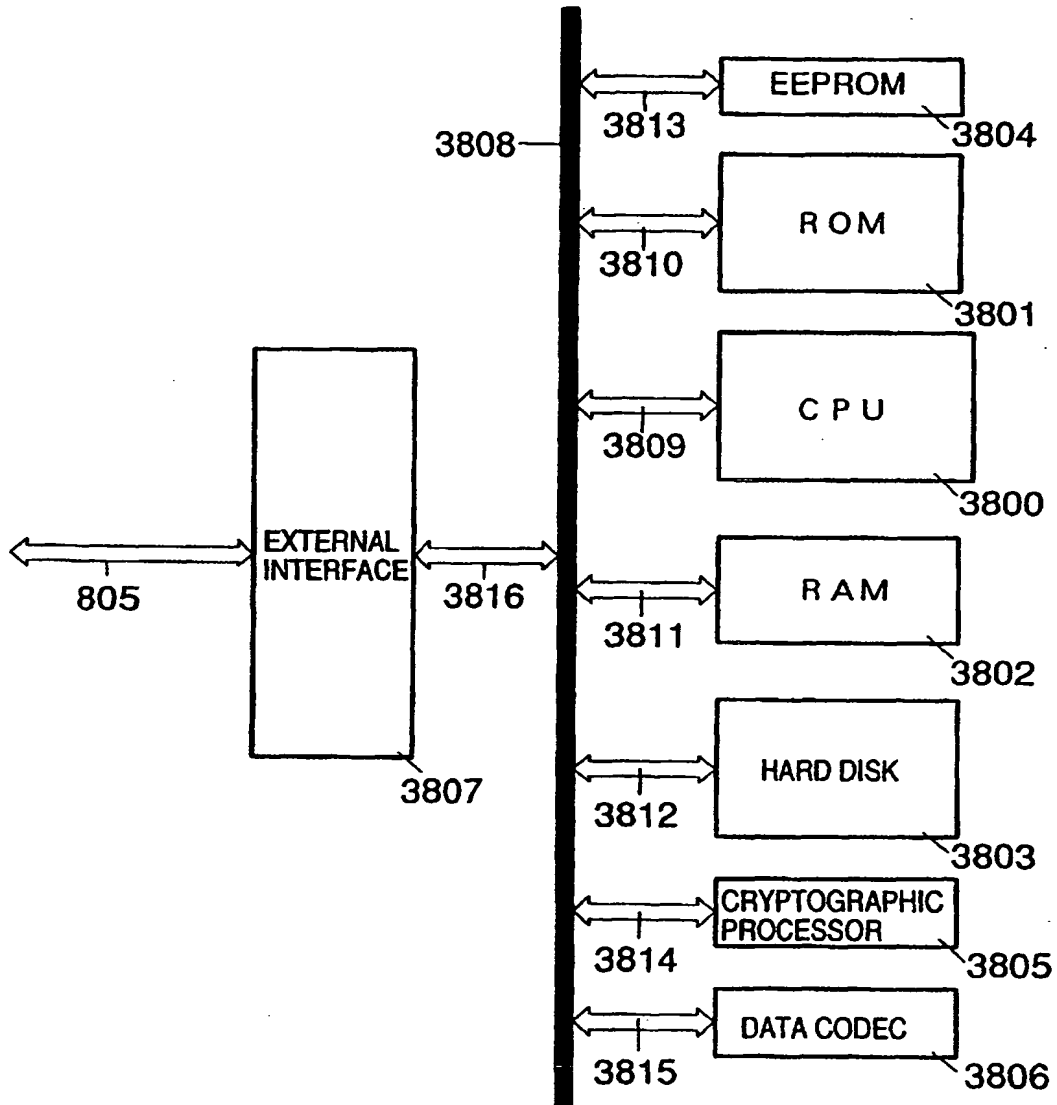 EEPROM
3813
3804
3808
ROM
3810
3801
CPU
3809
3800
EXTERNAL
INTERFACE
805
3816
RAM
3811
3802
3807
HARD DISK
3812
3803
CRYPTOGRAPHIC
PROCESSOR
3814
3805
DATA CODEC
3815
3806